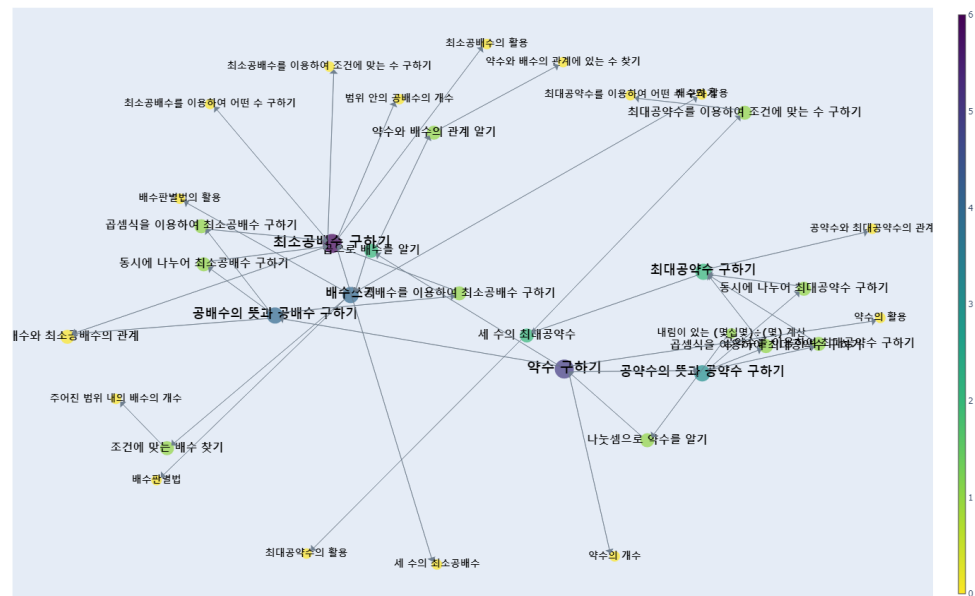 최소공배수의 활용
약수와 배수의 관계에 있는 수 찾기
최소공배수를 이용하여 조건에 맞는 수 구하기
최대공약수를 이용하여 어떤
최소공배수를 이용하여 어떤 수 구하기
범위 안의 공배수의 개수
최대공약수를 이용하여 조건에 맞는 수 구하기
약수와 배수의 관계 알기
배수판별법의 활용
곱셈식을 이용하여 최소공배수 구하기
공약수와 최대공약수의 관계
최소공배수 구하기
배수를 알기
동시에 나누어 최소공배수 구하기
최대공약수 구하기
동시에 나누어 최대공약수 구하기
배수를 이용하여 최소공배수 구하기
공배수의 뜻과 공배수 구하기
약수의 활용
배수와 최소공배수의 관계
세 수의 최대공약수
내림이 있는 (몇십몇)÷(몇) 계산
약수 구하기
공약수의 뜻과 공약수 구하기
주어진 범위 내의 배수의 개수
나눗셈으로 약수를 알기
조건에 맞는 배수 찾기
배수판별법
최대공약수의 활용
세 수의 최소공배수
약수의 개수
6
5
4
3
2
1
0